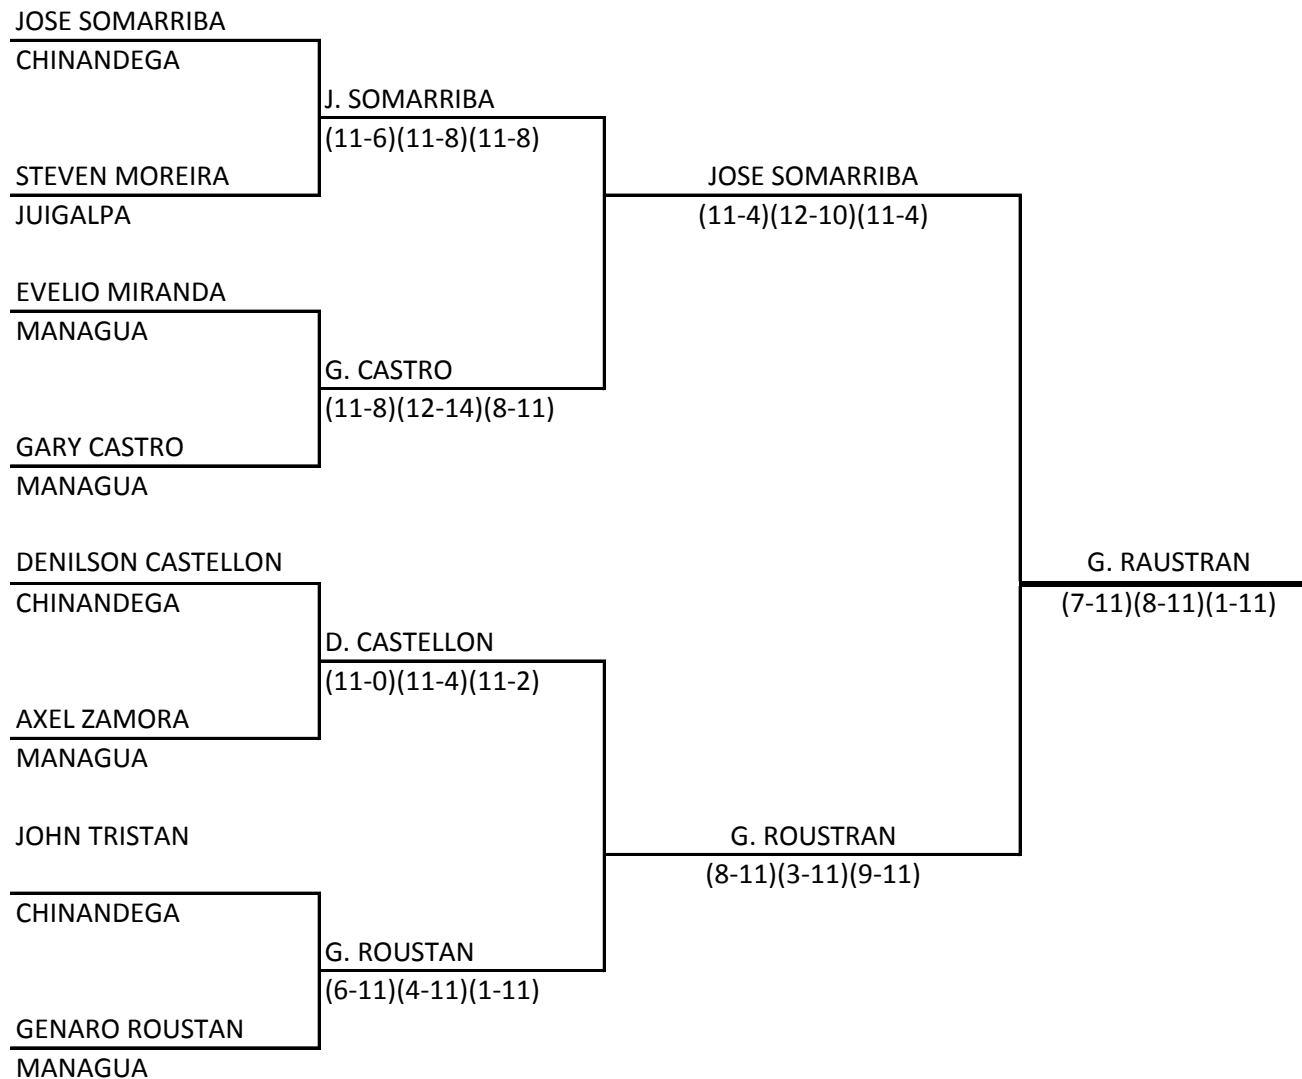 JOSE SOMARRIBA
CHINANDEGA
J. SOMARRIBA
(11-6)(11-8)(11-8)
STEVEN MOREIRA
JUIGALPA
JOSE SOMARRIBA
(11-4)(12-10)(11-4)
EVELIO MIRANDA
MANAGUA
G. CASTRO
(11-8)(12-14)(8-11)
GARY CASTRO
MANAGUA
DENILSON CASTELLON
CHINANDEGA
G. RAUSTRAN
(7-11)(8-11)(1-11)
D. CASTELLON
(11-0)(11-4)(11-2)
AXEL ZAMORA
MANAGUA
JOHN TRISTAN
G. ROUSTRAN
(8-11)(3-11)(9-11)
CHINANDEGA
G. ROUSTAN
(6-11)(4-11)(1-11)
GENARO ROUSTAN
MANAGUA